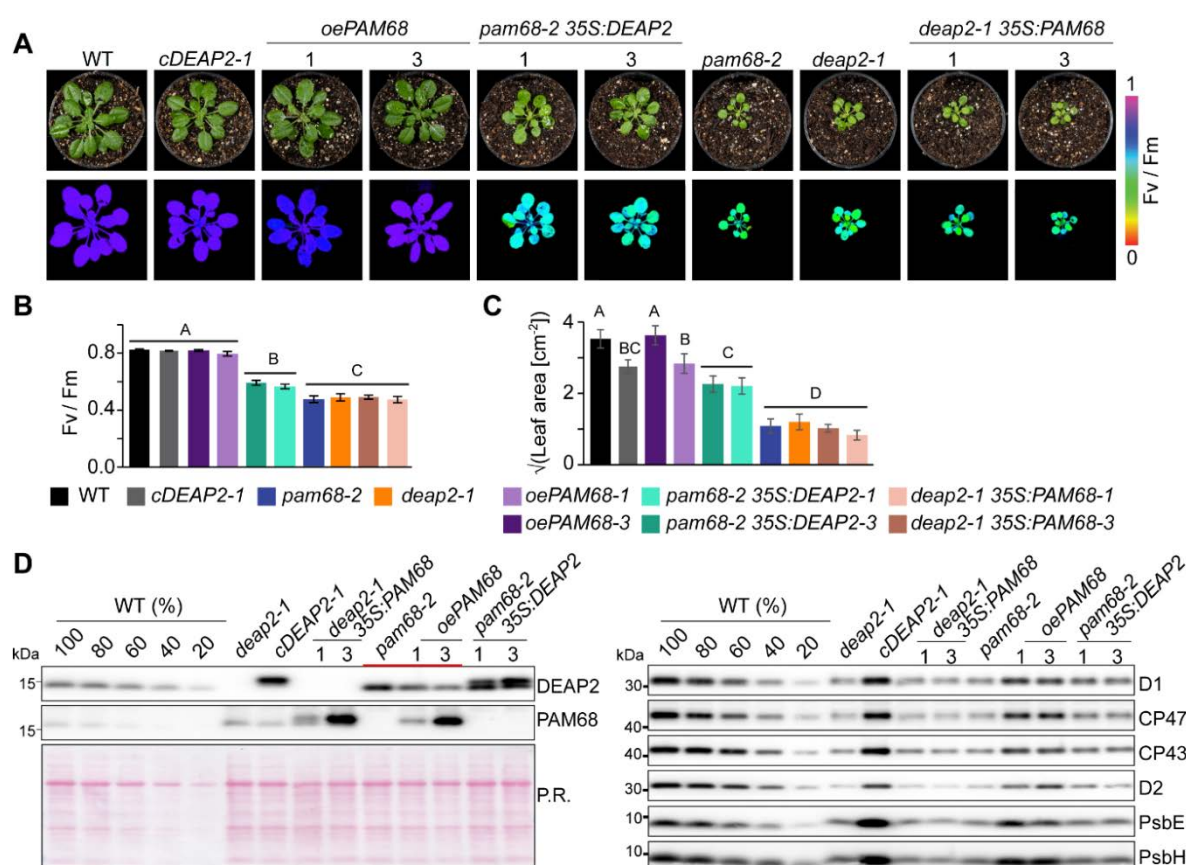 A
oePAM68
pam68-2 35S:DEAP2
deap2-1 35S:PAM68
WT
cDEAP2-1
1
3
1
3
pam68-2
deap2-1
1
3
1
Fv / Fm
0
B
A
B
C
0.8
0.4
0.0
Fv / Fm
C
A
BC
A
B
C
D
4
2
0
√(Leaf area [cm⁻²])
WT
cDEAP2-1
pam68-2
deap2-1
oePAM68-1
pam68-2 35S:DEAP2-1
deap2-1 35S:PAM68-1
oePAM68-3
pam68-2 35S:DEAP2-3
deap2-1 35S:PAM68-3
D
WT (%)
kDa
100
80
60
40
20
deap2-1
cDEAP2-1
deap2-1
35S:PAM68
1
3
pam68-2
oePAM68
1
3
pam68-2
35S:DEAP2
1
3
15
DEAP2
15
PAM68
P.R.
WT (%)
kDa
100
80
60
40
20
deap2-1
cDEAP2-1
deap2-1
35S:PAM68
1
3
pam68-2
oePAM68
1
3
pam68-2
35S:DEAP2
1
3
30
D1
40
CP47
40
CP43
30
D2
10
PsbE
10
PsbH